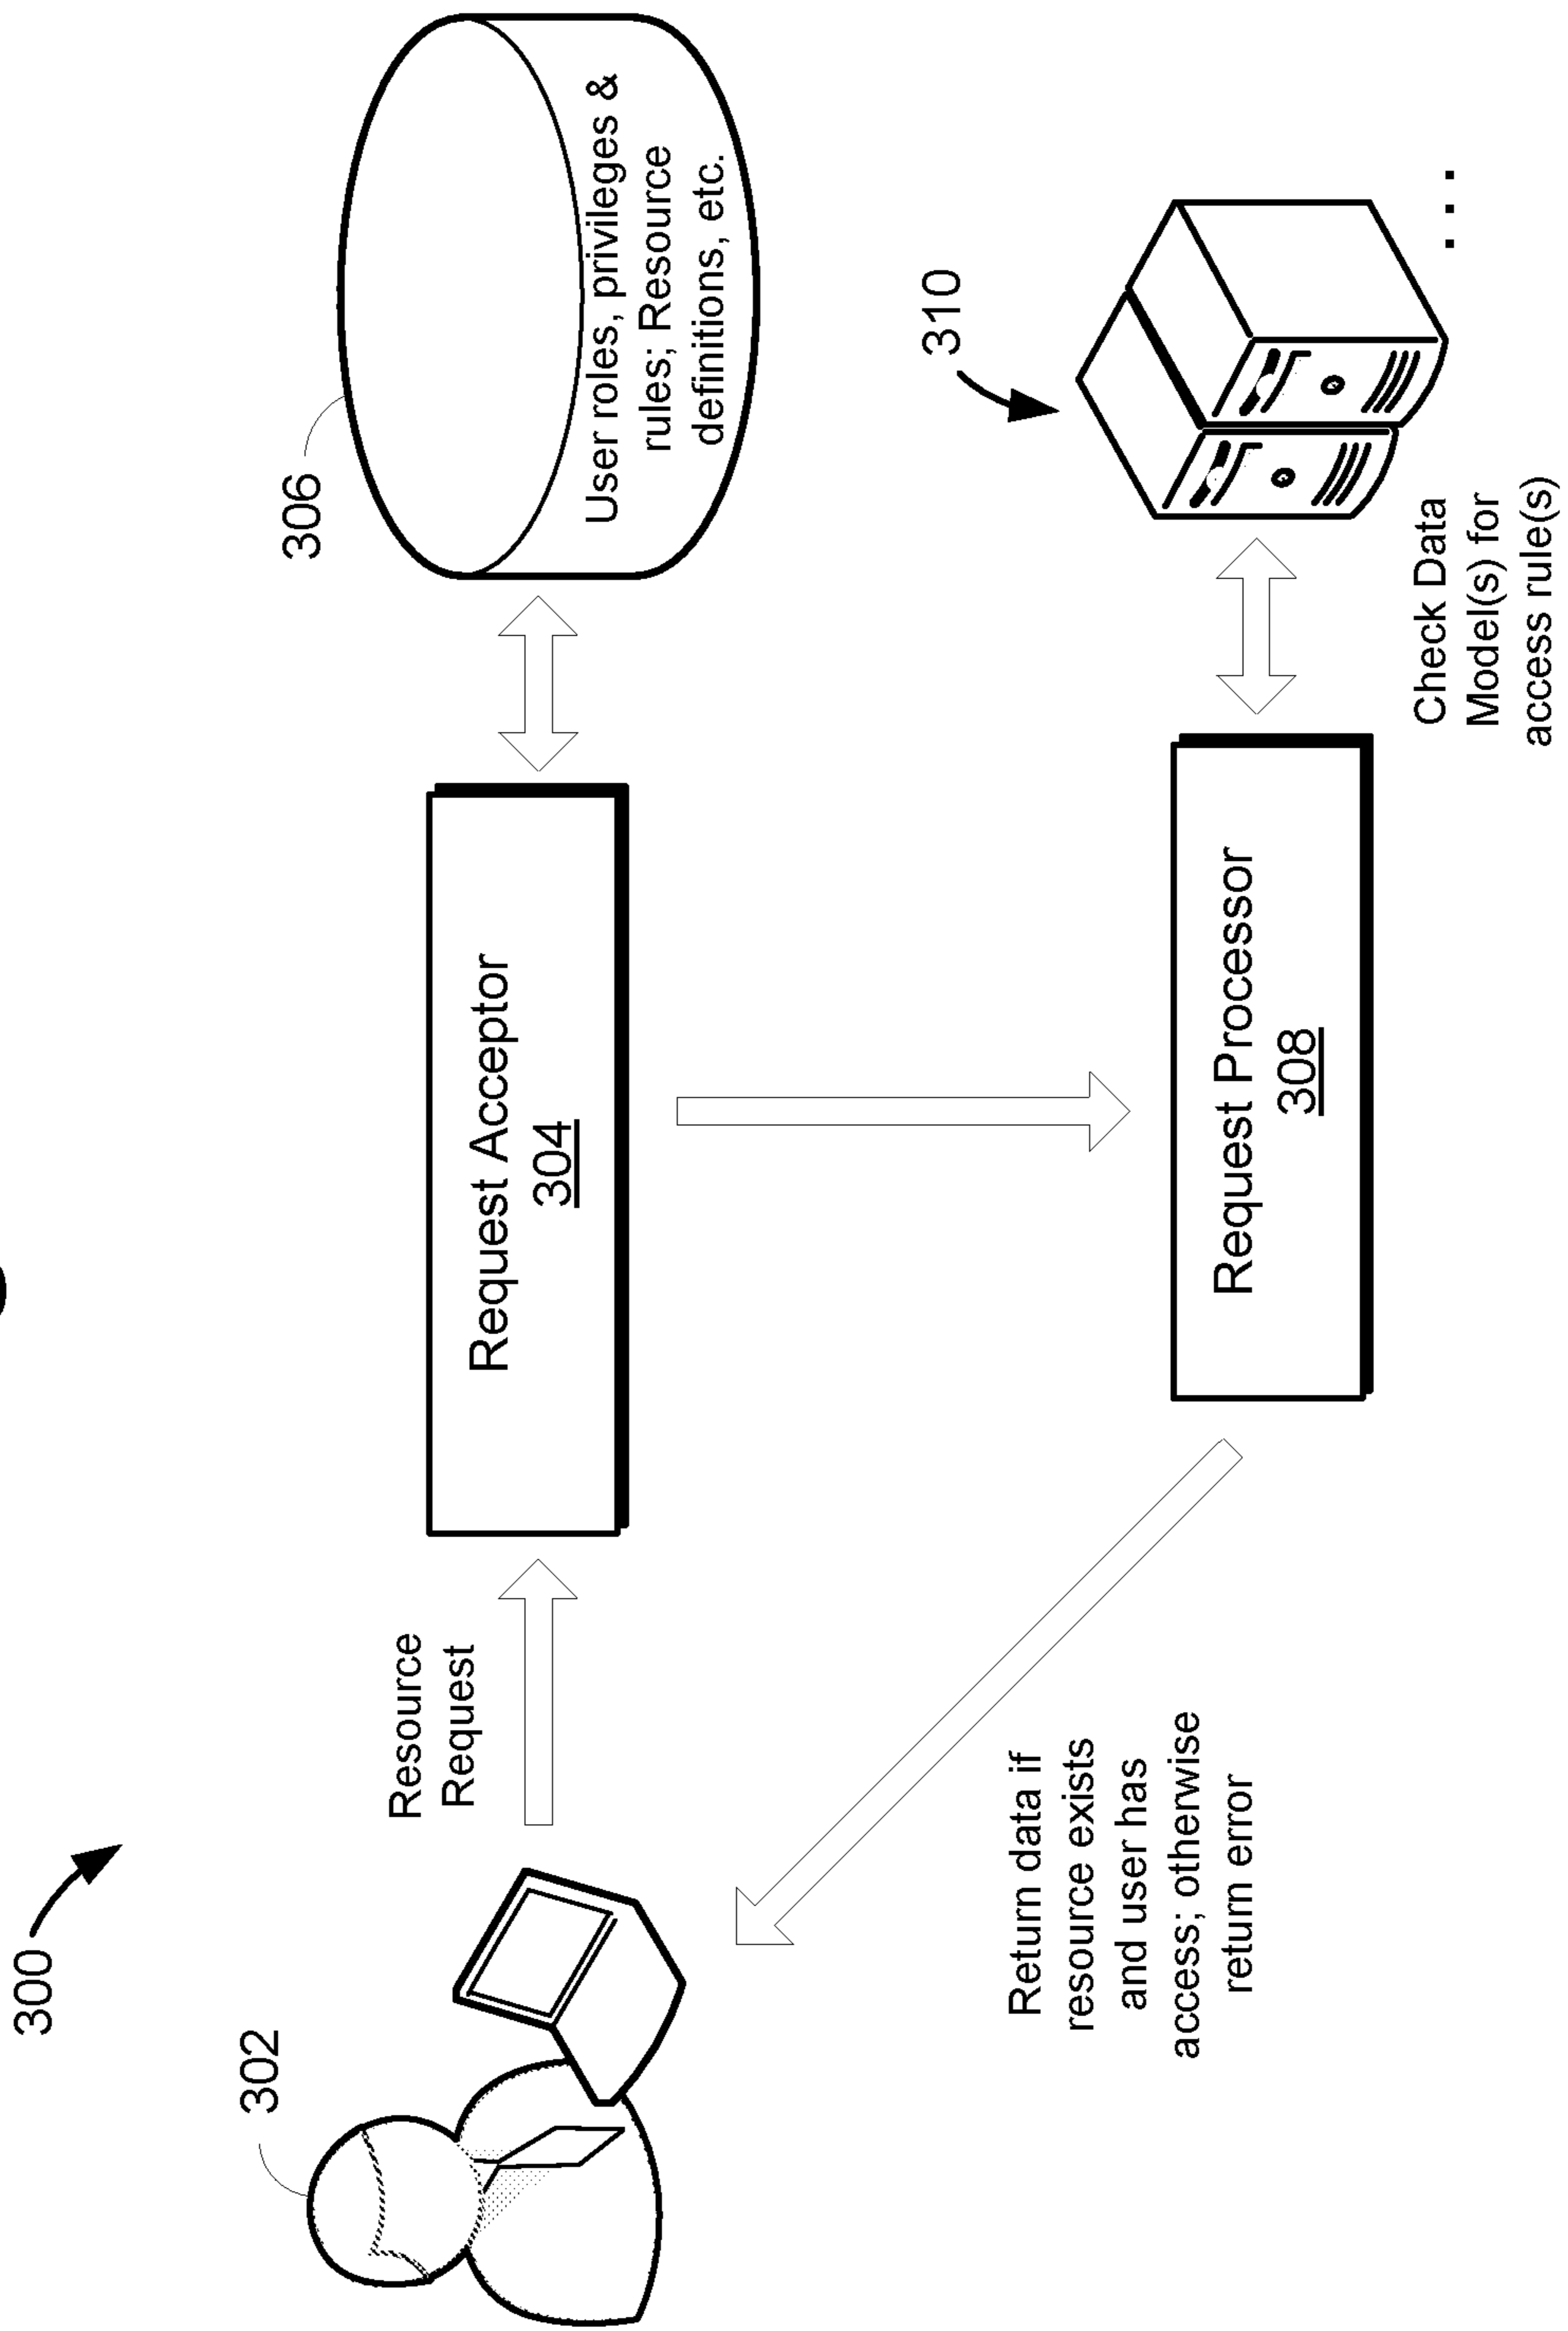 300
302
Resource
Request
Request Acceptor
304
306
User roles, privileges &
rules; Resource
definitions, etc.
Return data if
resource exists
and user has
access; otherwise
return error
Request Processor
308
310
Check Data
Model(s) for
access rule(s)
. . .